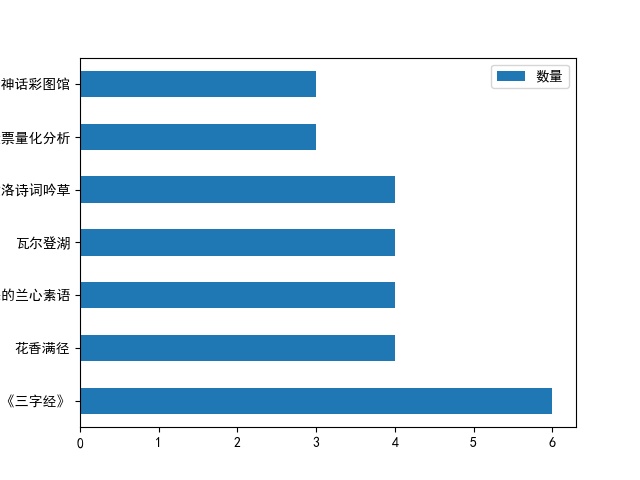 神话彩图馆
票量化分析
洛诗词吟草
瓦尔登湖
的兰心素语
花香满径
《三字经》
数量
0 1 2 3 4 5 6